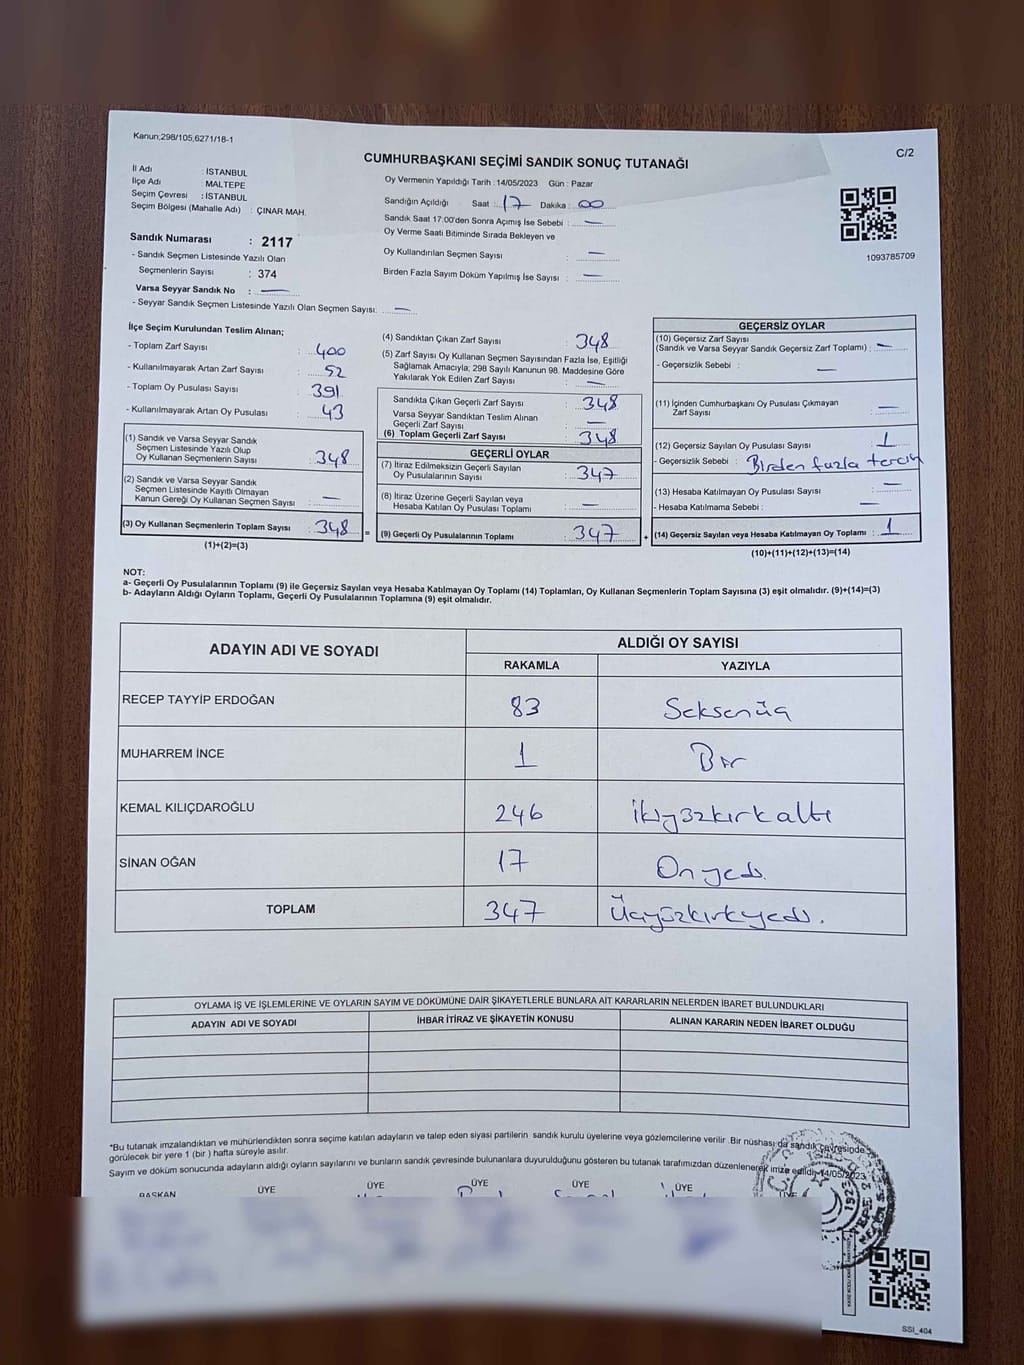 Kanun;298/105,6271/18-1
C/2
CUMHURBAŞKANI SEÇİMİ SANDIK SONUÇ TUTANAĞI
İl Adı : İSTANBUL
İlçe Adı : MALTEPE
Seçim Çevresi : İSTANBUL
Seçim Bölgesi (Mahalle Adı) : ÇINAR MAH.
Oy Vermenin Yapıldığı Tarih : 14/05/2023 Gün : Pazar
Sandığın Açıldığı Saat : 17 Dakika : 00
Sandık Saat 17:00'den Sonra Açımış İse Sebebi : —
Oy Verme Saati Bitiminde Sırada Bekleyen ve
Oy Kullandırılan Seçmen Sayısı : —
Birden Fazla Sayım Döküm Yapılmış İse Sayısı : —
1093785709
Sandık Numarası : 2117
- Sandık Seçmen Listesinde Yazılı Olan
Seçmenlerin Sayısı : 374
Varsa Seyyar Sandık No : —
- Seyyar Sandık Seçmen Listesinde Yazılı Olan Seçmen Sayısı: —
İlçe Seçim Kurulundan Teslim Alınan;
- Toplam Zarf Sayısı : 400
- Kullanılmayarak Artan Zarf Sayısı : 52
- Toplam Oy Pusulası Sayısı : 391
- Kullanılmayarak Artan Oy Pusulası : 43
(1) Sandık ve Varsa Seyyar Sandık
Seçmen Listesinde Yazılı Olup
Oy Kullanan Seçmenlerin Sayısı : 348
(2) Sandık ve Varsa Seyyar Sandık
Seçmen Listesinde Kayıtlı Olmayan
Kanun Gereği Oy Kullanan Seçmen Sayısı : —
(3) Oy Kullanan Seçmenlerin Toplam Sayısı : 348 =
(1)+(2)=(3)
(4) Sandıktan Çıkan Zarf Sayısı : 348
(5) Zarf Sayısı Oy Kullanan Seçmen Sayısından Fazla İse, Eşitliği
Sağlamak Amacıyla; 298 Sayılı Kanunun 98. Maddesine Göre
Yakılarak Yok Edilen Zarf Sayısı : —
Sandıkta Çıkan Geçerli Zarf Sayısı : 348
Varsa Seyyar Sandıktan Teslim Alınan
Geçerli Zarf Sayısı : —
(6) Toplam Geçerli Zarf Sayısı : 348
GEÇERLİ OYLAR
(7) İtiraz Edilmeksizin Geçerli Sayılan
Oy Pusulalarının Sayısı : 347
(8) İtiraz Üzerine Geçerli Sayılan veya
Hesaba Katılan Oy Pusulası Toplamı : —
(9) Geçerli Oy Pusulalarının Toplamı : 347 +
GEÇERSİZ OYLAR
(10) Geçersiz Zarf Sayısı
(Sandık ve Varsa Seyyar Sandık Geçersiz Zarf Toplamı) : —
- Geçersizlik Sebebi : —
(11) İçinden Cumhurbaşkanı Oy Pusulası Çıkmayan
Zarf Sayısı : —
(12) Geçersiz Sayılan Oy Pusulası Sayısı : 1
- Geçersizlik Sebebi : Birden fazla tercih
(13) Hesaba Katılmayan Oy Pusulası Sayısı : —
- Hesaba Katılmama Sebebi : —
(14) Geçersiz Sayılan veya Hesaba Katılmayan Oy Toplamı : 1
(10)+(11)+(12)+(13)=(14)
NOT:
a- Geçerli Oy Pusulalarının Toplamı (9) ile Geçersiz Sayılan veya Hesaba Katılmayan Oy Toplamı (14) Toplamları, Oy Kullanan Seçmenlerin Toplam Sayısına (3) eşit olmalıdır. (9)+(14)=(3)
b- Adayların Aldığı Oyların Toplamı, Geçerli Oy Pusulalarının Toplamına (9) eşit olmalıdır.
ADAYIN ADI VE SOYADI
ALDIĞI OY SAYISI
RAKAMLA YAZIYLA
RECEP TAYYİP ERDOĞAN 83 Seksenüç
MUHARREM İNCE 1 Bir
KEMAL KILIÇDAROĞLU 246 İkiyüzkırkaltı
SİNAN OĞAN 17 Onyedi
TOPLAM 347 Üçyüzkırkyedi.
OYLAMA İŞ VE İŞLEMLERİNE VE OYLARIN SAYIM VE DÖKÜMÜNE DAİR ŞİKAYETLERLE BUNLARA AİT KARARLARIN NELERDEN İBARET BULUNDUKLARI
ADAYIN ADI VE SOYADI İHBAR İTİRAZ VE ŞİKAYETİN KONUSU ALINAN KARARIN NEDEN İBARET OLDUĞU
*Bu tutanak imzalandıktan ve mühürlendikten sonra seçime katılan adayların ve talep eden siyasi partilerin sandık kurulu üyelerine veya gözlemcilerine verilir .Bir nüshası da sandık çevresinde
görülecek bir yere 1 (bir ) hafta süreyle asılır.
Sayım ve döküm sonucunda adayların aldığı oyların sayılarını ve bunların sandık çevresinde bulunanlara duyurulduğunu gösteren bu tutanak tarafımızdan düzenlenerek imza edildi. 14/05/2023
BAŞKAN ÜYE ÜYE ÜYE ÜYE ÜYE ÜYE
SSI_404